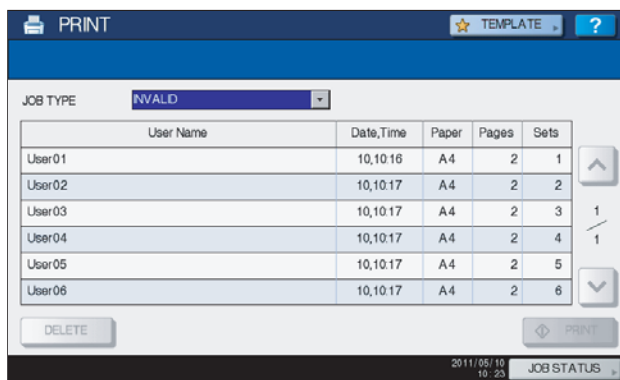 PRINT TEMPLATE ?
JOB TYPE INVALID
User Name Date,Time Paper Pages Sets
User01 10,10:16 A4 2 1
User02 10,10:17 A4 2 2
User03 10,10:17 A4 2 3
User04 10,10:17 A4 2 4
User05 10,10:17 A4 2 5
User06 10,10:17 A4 2 6
1
1
DELETE PRINT
2011/05/10
10:23 JOB STATUS